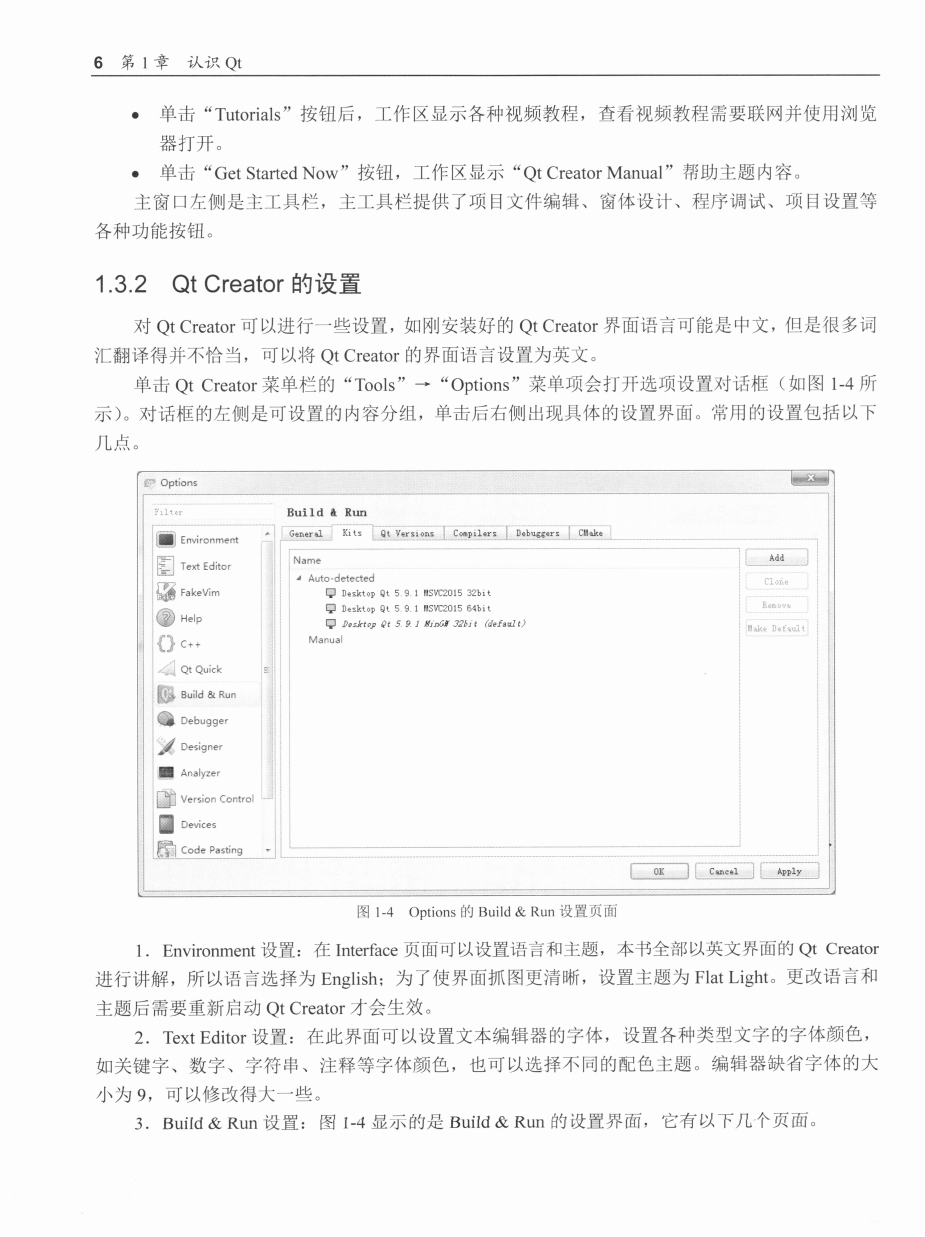 6 第 1 章 认识 Qt
• 单击“Tutorials”按钮后，工作区显示各种视频教程，查看视频教程需要联网并使用浏览
器打开。
• 单击“Get Started Now”按钮，工作区显示“Qt Creator Manual”帮助主题内容。
主窗口左侧是主工具栏，主工具栏提供了项目文件编辑、窗体设计、程序调试、项目设置等
各种功能按钮。
1.3.2 Qt Creator 的设置
对 Qt Creator 可以进行一些设置，如刚安装好的 Qt Creator 界面语言可能是中文，但是很多词
汇翻译得并不恰当，可以将 Qt Creator 的界面语言设置为英文。
单击 Qt Creator 菜单栏的“Tools”→“Options”菜单项会打开选项设置对话框（如图 1-4 所
示）。对话框的左侧是可设置的内容分组，单击后右侧出现具体的设置界面。常用的设置包括以下
几点。
Options
Filter
Build & Run
Environment
Text Editor
FakeVim
Help
C++
Qt Quick
Build & Run
Debugger
Designer
Analyzer
Version Control
Devices
Code Pasting
General Kits Qt Versions Compilers Debuggers CMake
Name
Auto-detected
Desktop Qt 5.9.1 MSVC2015 32bit
Desktop Qt 5.9.1 MSVC2015 64bit
Desktop Qt 5.9.1 MinGW 32bit (default)
Manual
Add
Clone
Remove
Make Default
OK Cancel Apply
图 1-4 Options 的 Build & Run 设置页面
1．Environment 设置：在 Interface 页面可以设置语言和主题，本书全部以英文界面的 Qt Creator
进行讲解，所以语言选择为 English；为了使界面抓图更清晰，设置主题为 Flat Light。更改语言和
主题后需要重新启动 Qt Creator 才会生效。
2．Text Editor 设置：在此界面可以设置文本编辑器的字体，设置各种类型文字的字体颜色，
如关键字、数字、字符串、注释等字体颜色，也可以选择不同的配色主题。编辑器缺省字体的大
小为 9，可以修改得大一些。
3．Build & Run 设置：图 1-4 显示的是 Build & Run 的设置界面，它有以下几个页面。